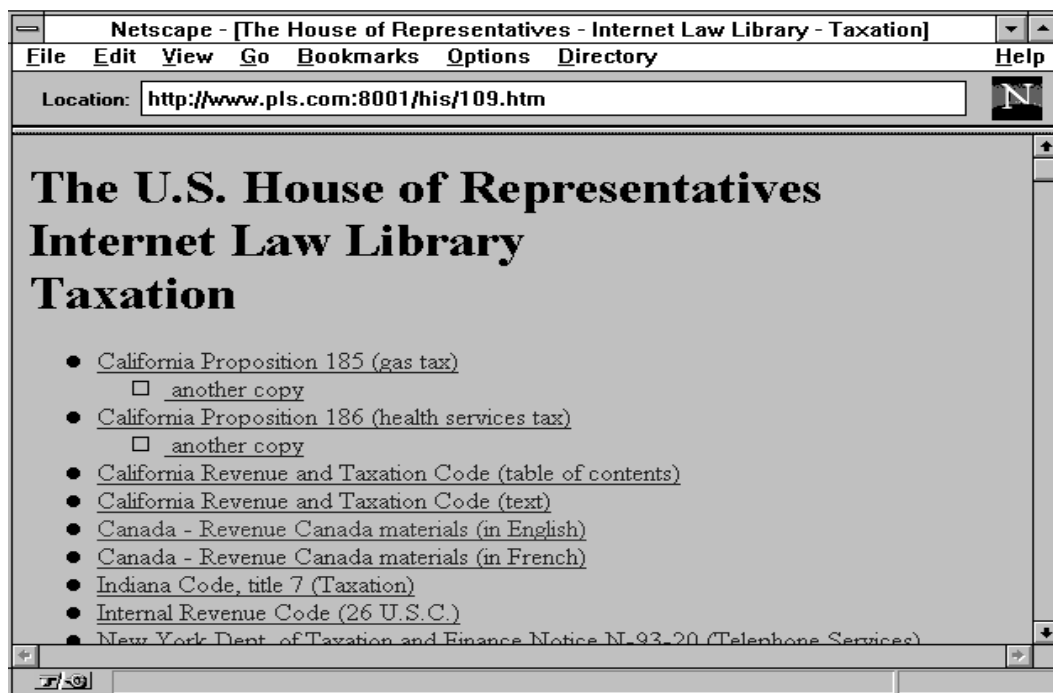 Netscape - [The House of Representatives - Internet Law Library - Taxation]
File Edit View Go Bookmarks Options Directory Help
Location: http://www.pls.com:8001/his/109.htm
N
The U.S. House of Representatives
Internet Law Library
Taxation
California Proposition 185 (gas tax)
another copy
California Proposition 186 (health services tax)
another copy
California Revenue and Taxation Code (table of contents)
California Revenue and Taxation Code (text)
Canada - Revenue Canada materials (in English)
Canada - Revenue Canada materials (in French)
Indiana Code, title 7 (Taxation)
Internal Revenue Code (26 U.S.C.)
New York Dept. of Taxation and Finance Notice N-93-20 (Telephone Services)